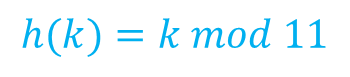 h(k) = k mod 11